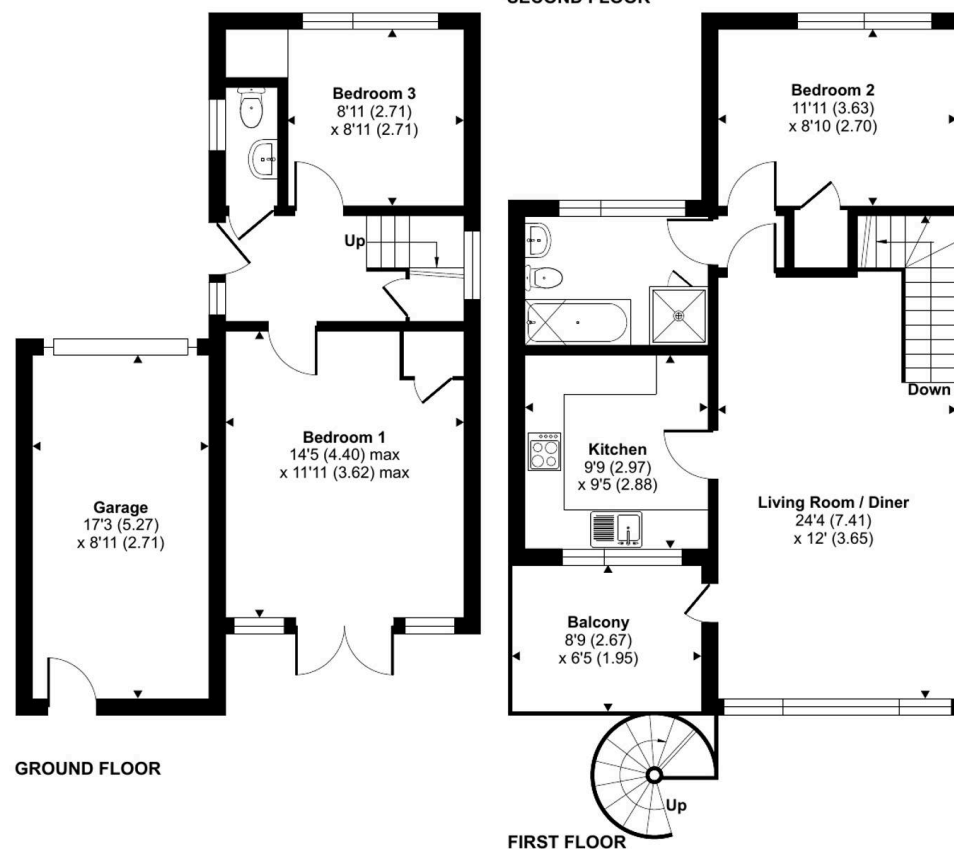 SECOND FLOOR
Bedroom 3
8'11 (2.71)
x 8'11 (2.71)
Up
Bedroom 1
14'5 (4.40) max
x 11'11 (3.62) max
Garage
17'3 (5.27)
x 8'11 (2.71)
GROUND FLOOR
Bedroom 2
11'11 (3.63)
x 8'10 (2.70)
Down
Kitchen
9'9 (2.97)
x 9'5 (2.88)
Living Room / Diner
24'4 (7.41)
x 12' (3.65)
Balcony
8'9 (2.67)
x 6'5 (1.95)
Up
FIRST FLOOR